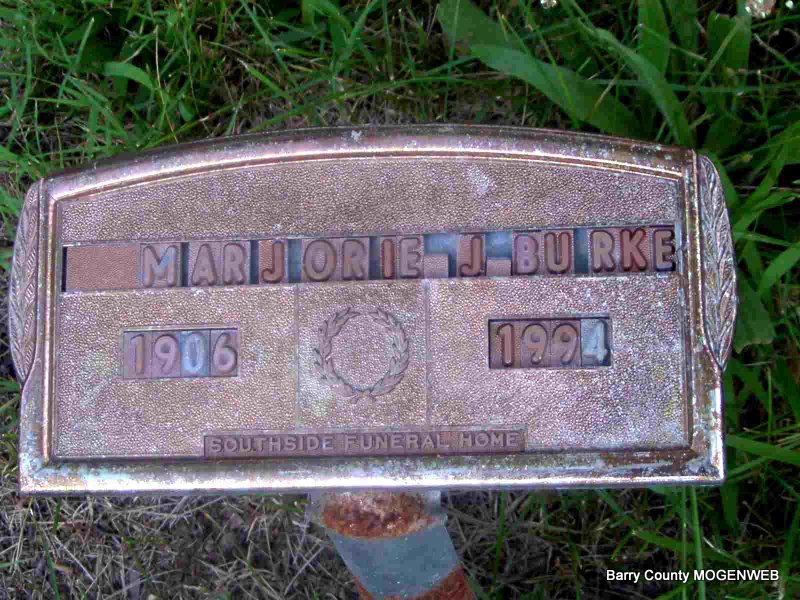 MARJORIE J BURKE
1906 1994
SOUTHSIDE FUNERAL HOME
Barry County MOGENWEB